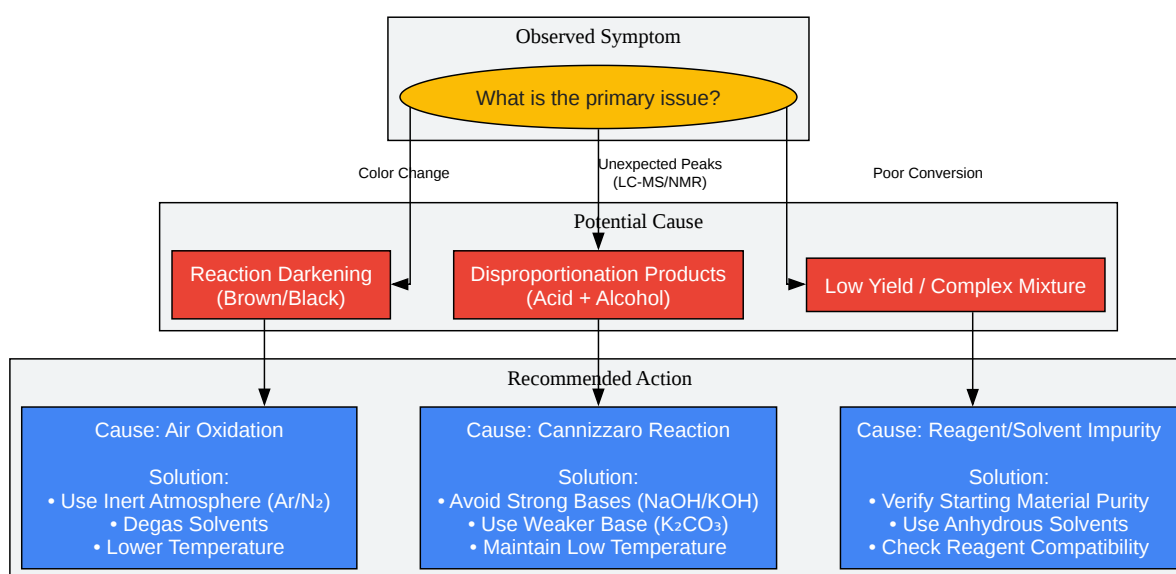 Observed Symptom
What is the primary issue?
Color Change
Unexpected Peaks
(LC-MS/NMR)
Poor Conversion
Potential Cause
Reaction Darkening
(Brown/Black)
Disproportionation Products
(Acid + Alcohol)
Low Yield / Complex Mixture
Recommended Action
Cause: Air Oxidation
Solution:
• Use Inert Atmosphere (Ar/N₂)
• Degas Solvents
• Lower Temperature
Cause: Cannizzaro Reaction
Solution:
• Avoid Strong Bases (NaOH/KOH)
• Use Weaker Base (K₂CO₃)
• Maintain Low Temperature
Cause: Reagent/Solvent Impurity
Solution:
• Verify Starting Material Purity
• Use Anhydrous Solvents
• Check Reagent Compatibility